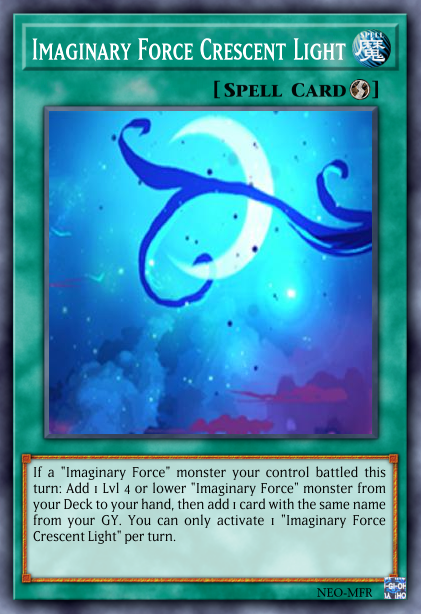 Imaginary Force Crescent Light
SPELL
魔
[Spell Card]
If a "Imaginary Force" monster your control battled this
turn: Add 1 Lvl 4 or lower "Imaginary Force" monster from
your Deck to your hand, then add 1 card with the same name
from your GY. You can only activate 1 "Imaginary Force
Crescent Light" per turn.
NEO-MFR